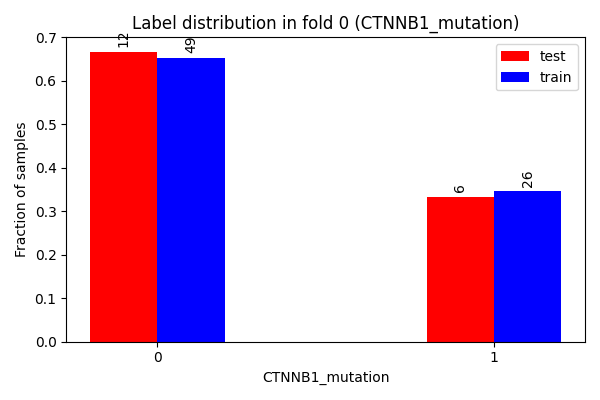 Label distribution in fold 0 (CTNNB1_mutation)
Fraction of samples
0.7
0.6
0.5
0.4
0.3
0.2
0.1
0.0
12
49
6
26
test
train
0
1
CTNNB1_mutation